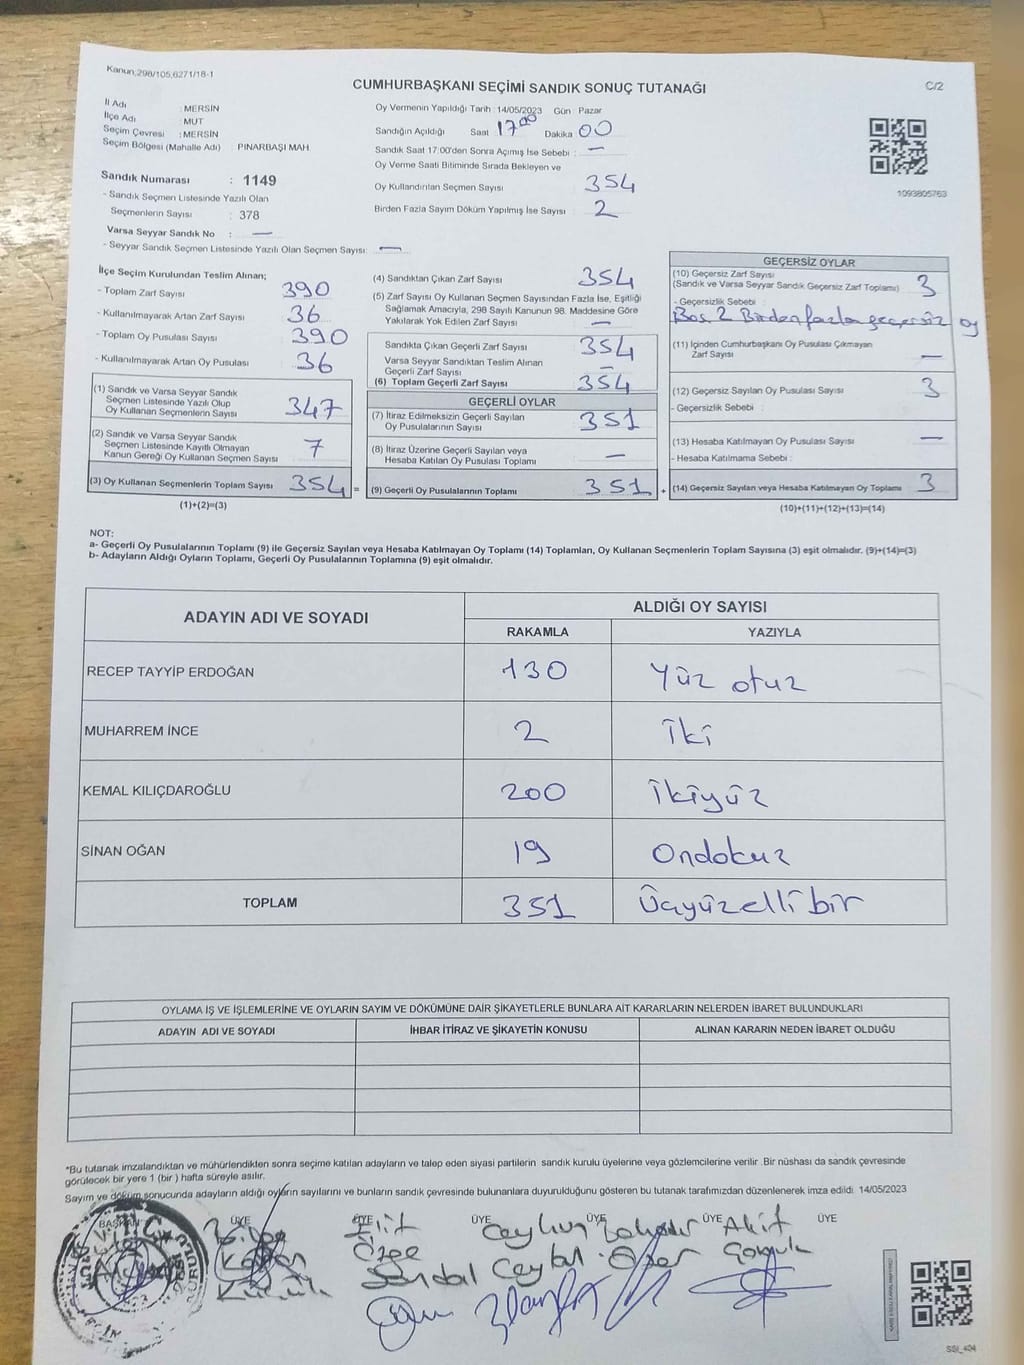 Kanun;298/105,6271/18-1
CUMHURBAŞKANI SEÇİMİ SANDIK SONUÇ TUTANAĞI
C/2
İl Adı : MERSİN
İlçe Adı : MUT
Seçim Çevresi : MERSİN
Seçim Bölgesi (Mahalle Adı) : PINARBAŞI MAH.
Sandık Numarası : 1149
- Sandık Seçmen Listesinde Yazılı Olan
Seçmenlerin Sayısı : 378
Varsa Seyyar Sandık No : —
- Seyyar Sandık Seçmen Listesinde Yazılı Olan Seçmen Sayısı: —
Oy Vermenin Yapıldığı Tarih : 14/05/2023 Gün : Pazar
Sandığın Açıldığı Saat 17:00 Dakika 00
Sandık Saat 17:00'den Sonra Açımış İse Sebebi : —
Oy Verme Saati Bitiminde Sırada Bekleyen ve
Oy Kullandırılan Seçmen Sayısı 354
Birden Fazla Sayım Döküm Yapılmış İse Sayısı 2
1093805763
İlçe Seçim Kurulundan Teslim Alınan;
- Toplam Zarf Sayısı 390
- Kullanılmayarak Artan Zarf Sayısı 36
- Toplam Oy Pusulası Sayısı 390
- Kullanılmayarak Artan Oy Pusulası 36
(1) Sandık ve Varsa Seyyar Sandık
Seçmen Listesinde Yazılı Olup
Oy Kullanan Seçmenlerin Sayısı 347
(2) Sandık ve Varsa Seyyar Sandık
Seçmen Listesinde Kayıtlı Olmayan
Kanun Gereği Oy Kullanan Seçmen Sayısı 7
(3) Oy Kullanan Seçmenlerin Toplam Sayısı 354 =
(1)+(2)=(3)
(4) Sandıktan Çıkan Zarf Sayısı 354
(5) Zarf Sayısı Oy Kullanan Seçmen Sayısından Fazla İse, Eşitliği
Sağlamak Amacıyla, 298 Sayılı Kanunun 98. Maddesine Göre
Yakılarak Yok Edilen Zarf Sayısı —
Sandıkta Çıkan Geçerli Zarf Sayısı 354
Varsa Seyyar Sandıktan Teslim Alınan
Geçerli Zarf Sayısı —
(6) Toplam Geçerli Zarf Sayısı 354
GEÇERLİ OYLAR
(7) İtiraz Edilmeksizin Geçerli Sayılan
Oy Pusulalarının Sayısı 351
(8) İtiraz Üzerine Geçerli Sayılan veya
Hesaba Katılan Oy Pusulası Toplamı —
(9) Geçerli Oy Pusulalarının Toplamı 351 +
GEÇERSİZ OYLAR
(10) Geçersiz Zarf Sayısı
(Sandık ve Varsa Seyyar Sandık Geçersiz Zarf Toplamı) 3
- Geçersizlik Sebebi :
Boş 2 Birden fazla geçersiz oy
(11) İçinden Cumhurbaşkanı Oy Pusulası Çıkmayan
Zarf Sayısı —
(12) Geçersiz Sayılan Oy Pusulası Sayısı 3
- Geçersizlik Sebebi :
(13) Hesaba Katılmayan Oy Pusulası Sayısı —
- Hesaba Katılmama Sebebi :
(14) Geçersiz Sayılan veya Hesaba Katılmayan Oy Toplamı 3
(10)+(11)+(12)+(13)=(14)
NOT:
a- Geçerli Oy Pusulalarının Toplamı (9) ile Geçersiz Sayılan veya Hesaba Katılmayan Oy Toplamı (14) Toplamları, Oy Kullanan Seçmenlerin Toplam Sayısına (3) eşit olmalıdır. (9)+(14)=(3)
b- Adayların Aldığı Oyların Toplamı, Geçerli Oy Pusulalarının Toplamına (9) eşit olmalıdır.
ADAYIN ADI VE SOYADI ALDIĞI OY SAYISI
RAKAMLA YAZIYLA
RECEP TAYYİP ERDOĞAN 130 Yüz otuz
MUHARREM İNCE 2 İki
KEMAL KILIÇDAROĞLU 200 İkiyüz
SİNAN OĞAN 19 Ondokuz
TOPLAM 351 Üçyüzellibir
OYLAMA İŞ VE İŞLEMLERİNE VE OYLARIN SAYIM VE DÖKÜMÜNE DAİR ŞİKAYETLERLE BUNLARA AİT KARARLARIN NELERDEN İBARET BULUNDUKLARI
ADAYIN ADI VE SOYADI İHBAR İTİRAZ VE ŞİKAYETİN KONUSU ALINAN KARARIN NEDEN İBARET OLDUĞU
*Bu tutanak imzalandıktan ve mühürlendikten sonra seçime katılan adayların ve talep eden siyasi partilerin sandık kurulu üyelerine veya gözlemcilerine verilir .Bir nüshası da sandık çevresinde
görülecek bir yere 1 (bir ) hafta süreyle asılır.
Sayım ve döküm sonucunda adayların aldığı oyların sayılarını ve bunların sandık çevresinde bulunanlara duyurulduğunu gösteren bu tutanak tarafımızdan düzenlenerek imza edildi. 14/05/2023
BAŞKAN ÜYE ÜYE ÜYE ÜYE ÜYE ÜYE
Elif Ceyhun Bahadır Akif
Özge Ceylan Özer
SSI_404